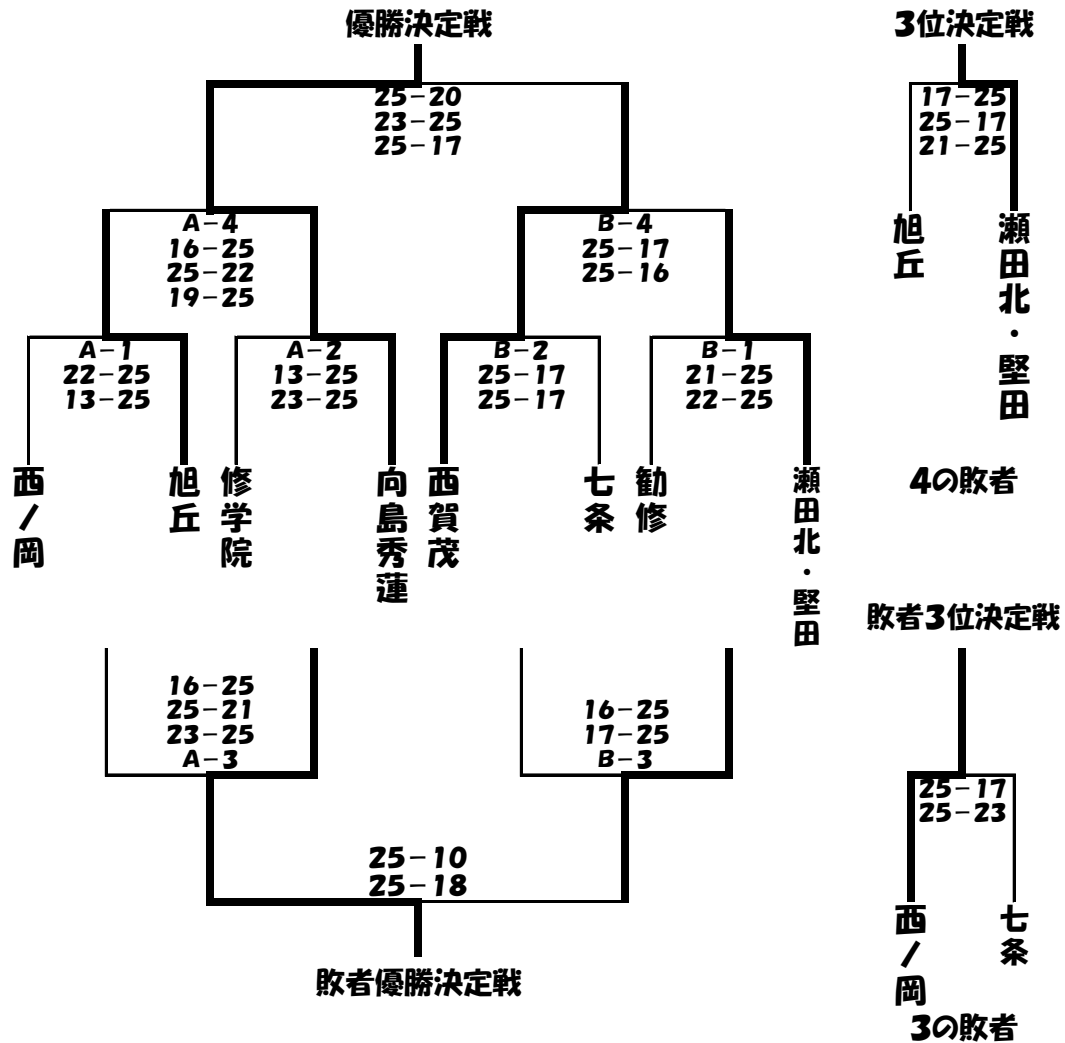 優勝決定戦
25-20
23-25
25-17
A-4
16-25
25-22
19-25
B-4
25-17
25-16
A-1
22-25
13-25
A-2
13-25
23-25
B-2
25-17
25-17
B-1
21-25
22-25
西ノ岡
旭丘
修学院
向島秀蓮
西賀茂
七条
勧修
瀬田北・堅田
16-25
25-21
23-25
A-3
16-25
17-25
B-3
25-10
25-18
敗者優勝決定戦
3位決定戦
17-25
25-17
21-25
旭丘
瀬田北・堅田
4の敗者
敗者3位決定戦
25-17
25-23
西ノ岡
七条
3の敗者